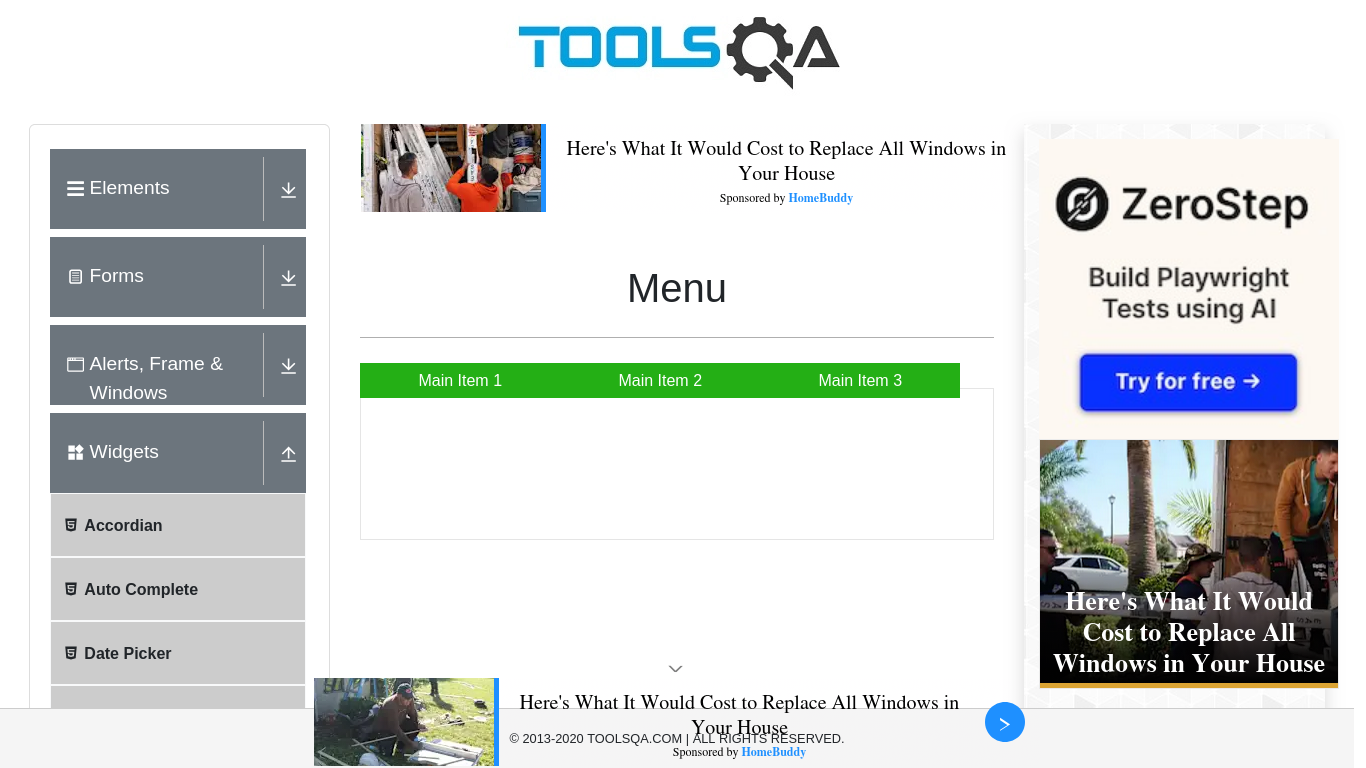 TOOLSQA
Elements
Forms
Alerts, Frame &
Windows
Widgets
Accordian
Auto Complete
Date Picker
Here's What It Would Cost to Replace All Windows in
Your House
Sponsored by HomeBuddy
Menu
Main Item 1
Main Item 2
Main Item 3
ZeroStep
Build Playwright
Tests using AI
Try for free →
Here's What It Would
Cost to Replace All
Windows in Your House
Here's What It Would Cost to Replace All Windows in
Your House
© 2013-2020 TOOLSQA.COM | ALL RIGHTS RESERVED.
Sponsored by HomeBuddy